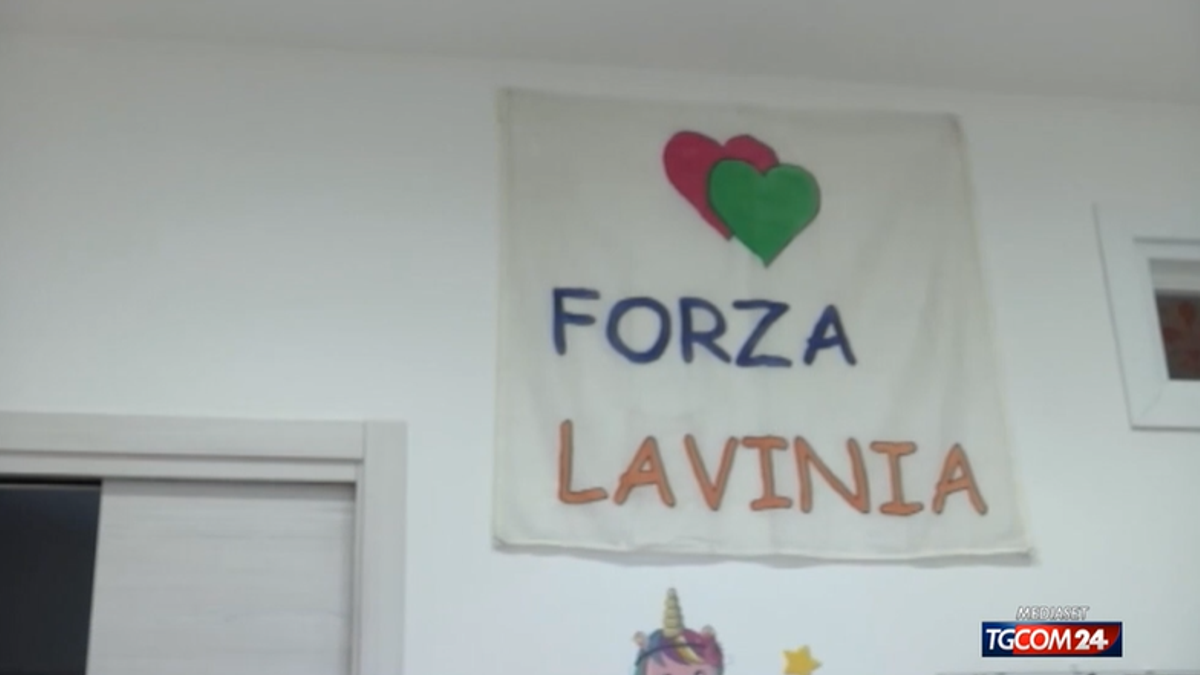 FORZA
LAVINIA
MEDIASET
TGCOM24